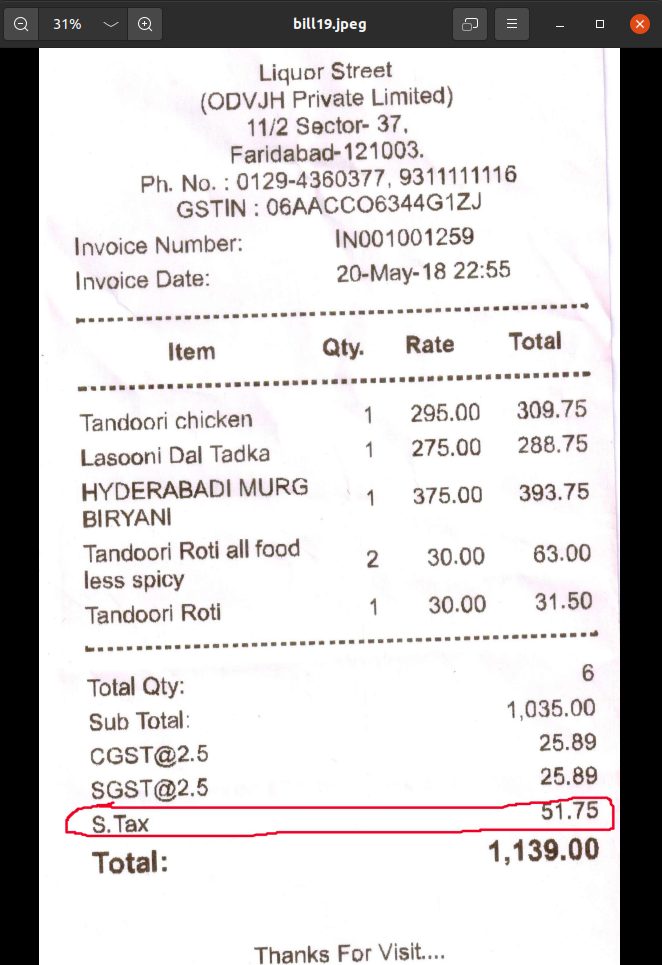 31%
bill19.jpeg
Liquor Street
(ODVJH Private Limited)
11/2 Sector- 37,
Faridabad-121003.
Ph. No. : 0129-4360377, 9311111116
GSTIN : 06AACCO6344G1ZJ
Invoice Number: IN001001259
Invoice Date: 20-May-18 22:55
Item Qty. Rate Total
Tandoori chicken 1 295.00 309.75
Lasooni Dal Tadka 1 275.00 288.75
HYDERABADI MURG 1 375.00 393.75
BIRYANI
Tandoori Roti all food 2 30.00 63.00
less spicy
Tandoori Roti 1 30.00 31.50
Total Qty: 6
Sub Total: 1,035.00
CGST@2.5 25.89
SGST@2.5 25.89
S.Tax 51.75
Total: 1,139.00
Thanks For Visit....